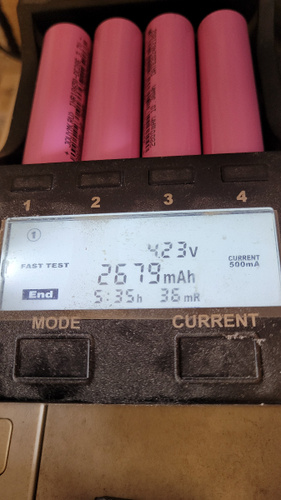 1 2 3 4
1
4.23v
FAST TEST
CURRENT
500mA
2679mAh
End
5:35h 36mR
MODE CURRENT